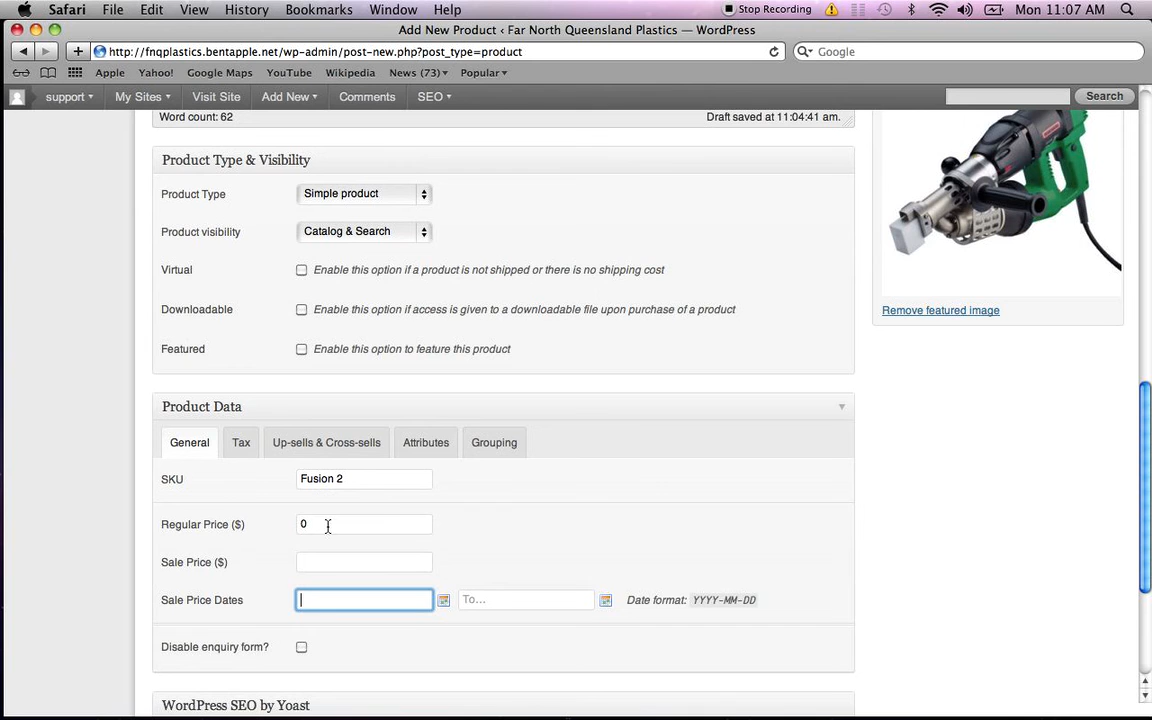 Safari File Edit View History Bookmarks Window Help Stop Recording Mon 11:07 AM
Add New Product ‹ Far North Queensland Plastics — WordPress
http://fnqplastics.bentapple.net/wp-admin/post-new.php?post_type=product Google
Apple Yahoo! Google Maps YouTube Wikipedia News (73) Popular
support My Sites Visit Site Add New Comments SEO Search
Word count: 62 Draft saved at 11:04:41 am.
Product Type & Visibility
Product Type Simple product
Product visibility Catalog & Search
Virtual Enable this option if a product is not shipped or there is no shipping cost
Downloadable Enable this option if access is given to a downloadable file upon purchase of a product
Remove featured image
Featured Enable this option to feature this product
Product Data
General Tax Up-sells & Cross-sells Attributes Grouping
SKU Fusion 2
Regular Price ($) 0
Sale Price ($)
Sale Price Dates To... Date format: YYYY-MM-DD
Disable enquiry form?
WordPress SEO by Yoast